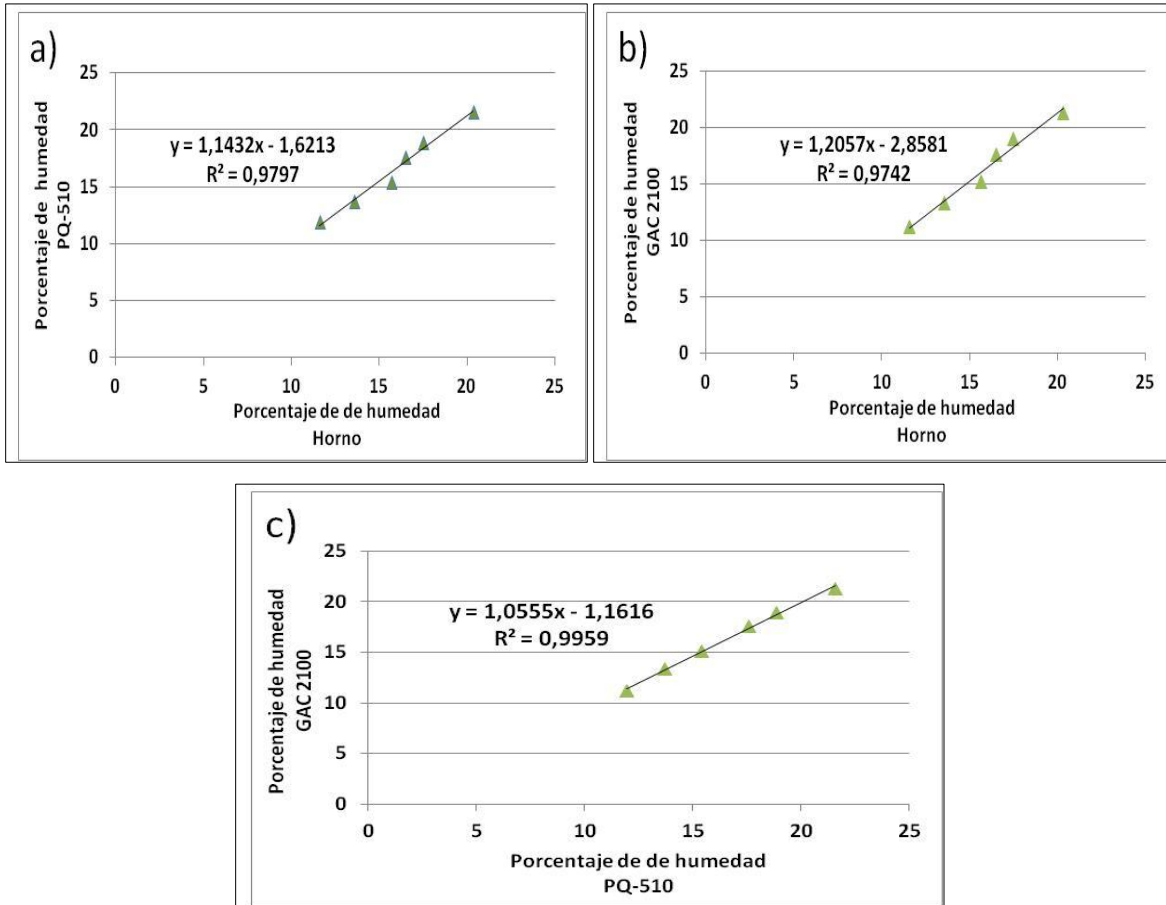 a)
25
20
15
10
5
0
Porcentaje de humedad
PQ-510
y = 1,1432x - 1,6213
R² = 0,9797
0 5 10 15 20 25
Porcentaje de de humedad
Horno
b)
25
20
15
10
5
0
Porcentaje de humedad
GAC 2100
y = 1,2057x - 2,8581
R² = 0,9742
0 5 10 15 20 25
Porcentaje de humedad
Horno
c)
25
20
15
10
5
0
Porcentaje de humedad
GAC 2100
y = 1,0555x - 1,1616
R² = 0,9959
0 5 10 15 20 25
Porcentaje de de humedad
PQ-510